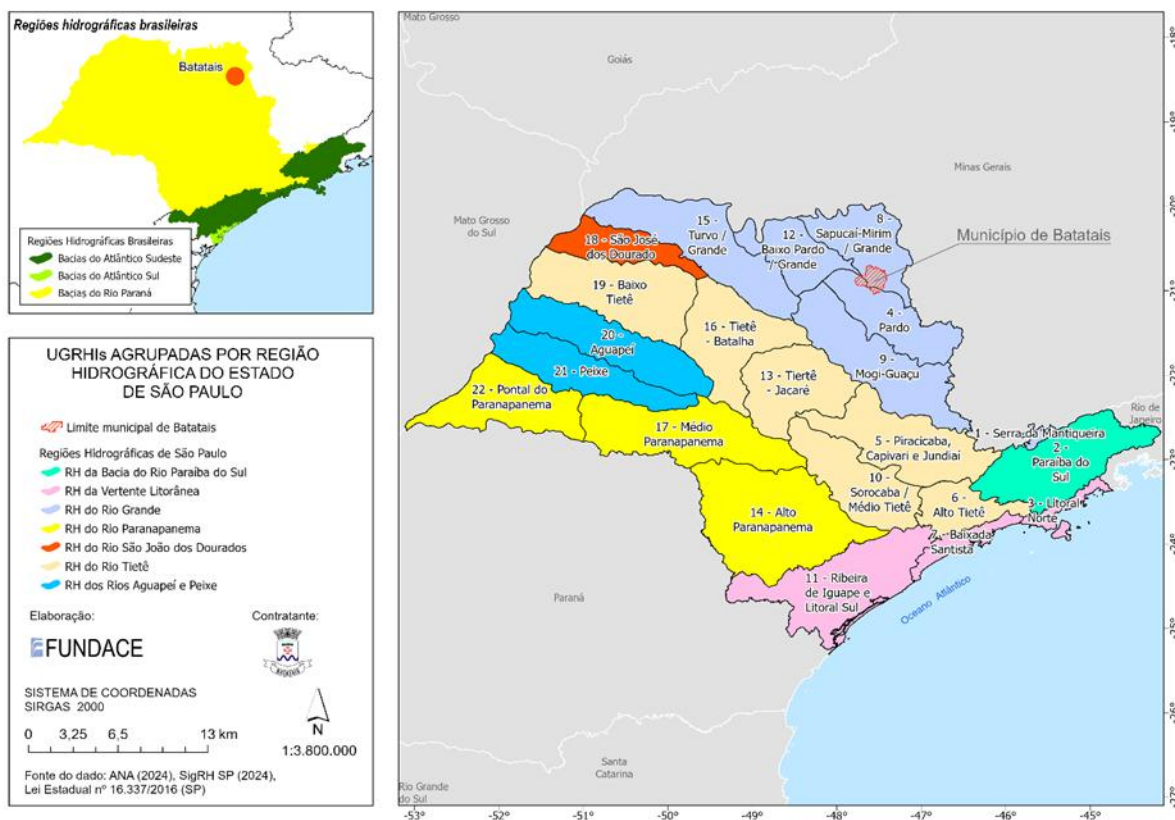 Regiões hidrográficas brasileiras
Batatais
Regiões Hidrográficas Brasileiras
Bacias do Atlântico Sudeste
Bacias do Atlântico Sul
Bacias do Rio Paraná
UGRHIs AGRUPADAS POR REGIÃO
HIDROGRÁFICA DO ESTADO
DE SÃO PAULO
Limite municipal de Batatais
Regiões Hidrográficas de São Paulo
RH da Bacia do Rio Paraíba do Sul
RH da Vertente Litorânea
RH do Rio Grande
RH do Rio Paranapanema
RH do Rio São João dos Dourados
RH do Rio Tietê
RH dos Rios Aguapeí e Peixe
Elaboração:
Contratante:
FUNDACE
SISTEMA DE COORDENADAS
SIRGAS 2000
0 3,25 6,5 13 km
N
1:3.800.000
Fonte do dado: ANA (2024), SigRH SP (2024),
Lei Estadual nº 16.337/2016 (SP)
Mato Grosso
Goiás
Minas Gerais
Mato Grosso
do Sul
Município de Batatais
15 -
Turvo /
Grande
12 -
Baixo Pardo
/ Grande
8 -
Sapucaí-Mirim
/ Grande
18 - São José
dos Dourado
19 - Baixo
Tietê
4 -
Pardo
16 - Tietê
- Batalha
20 -
Aguapeí
9 -
Mogi-Guaçu
21 - Peixe
13 - Tiertê
- Jacaré
22 - Pontal do
Paranapanema
17 - Médio
Paranapanema
Rio de
Janeiro
1 - Serra da Mantiqueira
5 - Piracicaba,
Capivari e Jundiaí
2 -
Paraíba do
Sul
10 -
Sorocaba /
Médio Tietê
6 -
Alto Tietê
3 - Litoral
Norte
14 - Alto
Paranapanema
7 - Baixada
Santista
11 - Ribeira
de Iguape e
Litoral Sul
Oceano Atlântico
Paraná
Santa
Catarina
Rio Grande
do Sul
-18°
-19°
-20°
-21°
-22°
-23°
-24°
-25°
-26°
-27°
-53° -52° -51° -50° -49° -48° -47° -46° -45°